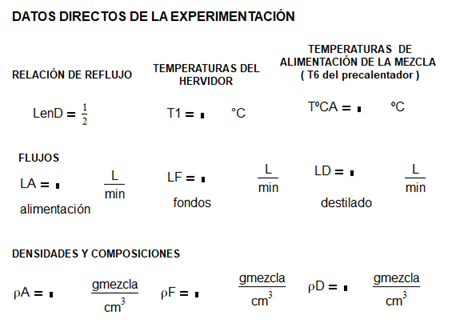 DATOS DIRECTOS DE LA EXPERIMENTACIÓN
RELACIÓN DE REFLUJO
TEMPERATURAS DEL
HERVIDOR
TEMPERATURAS DE
ALIMENTACIÓN DE LA MEZCLA
( T6 del precalentador )
LenD = 1/2
T1 = ▪ °C
TºCA = ▪ ºC
FLUJOS
LA = ▪ L/min
LF = ▪ L/min
LD = ▪ L/min
alimentación
fondos
destilado
DENSIDADES Y COMPOSICIONES
ρA = ▪ gmezcla/cm³
ρF = ▪ gmezcla/cm³
ρD = ▪ gmezcla/cm³